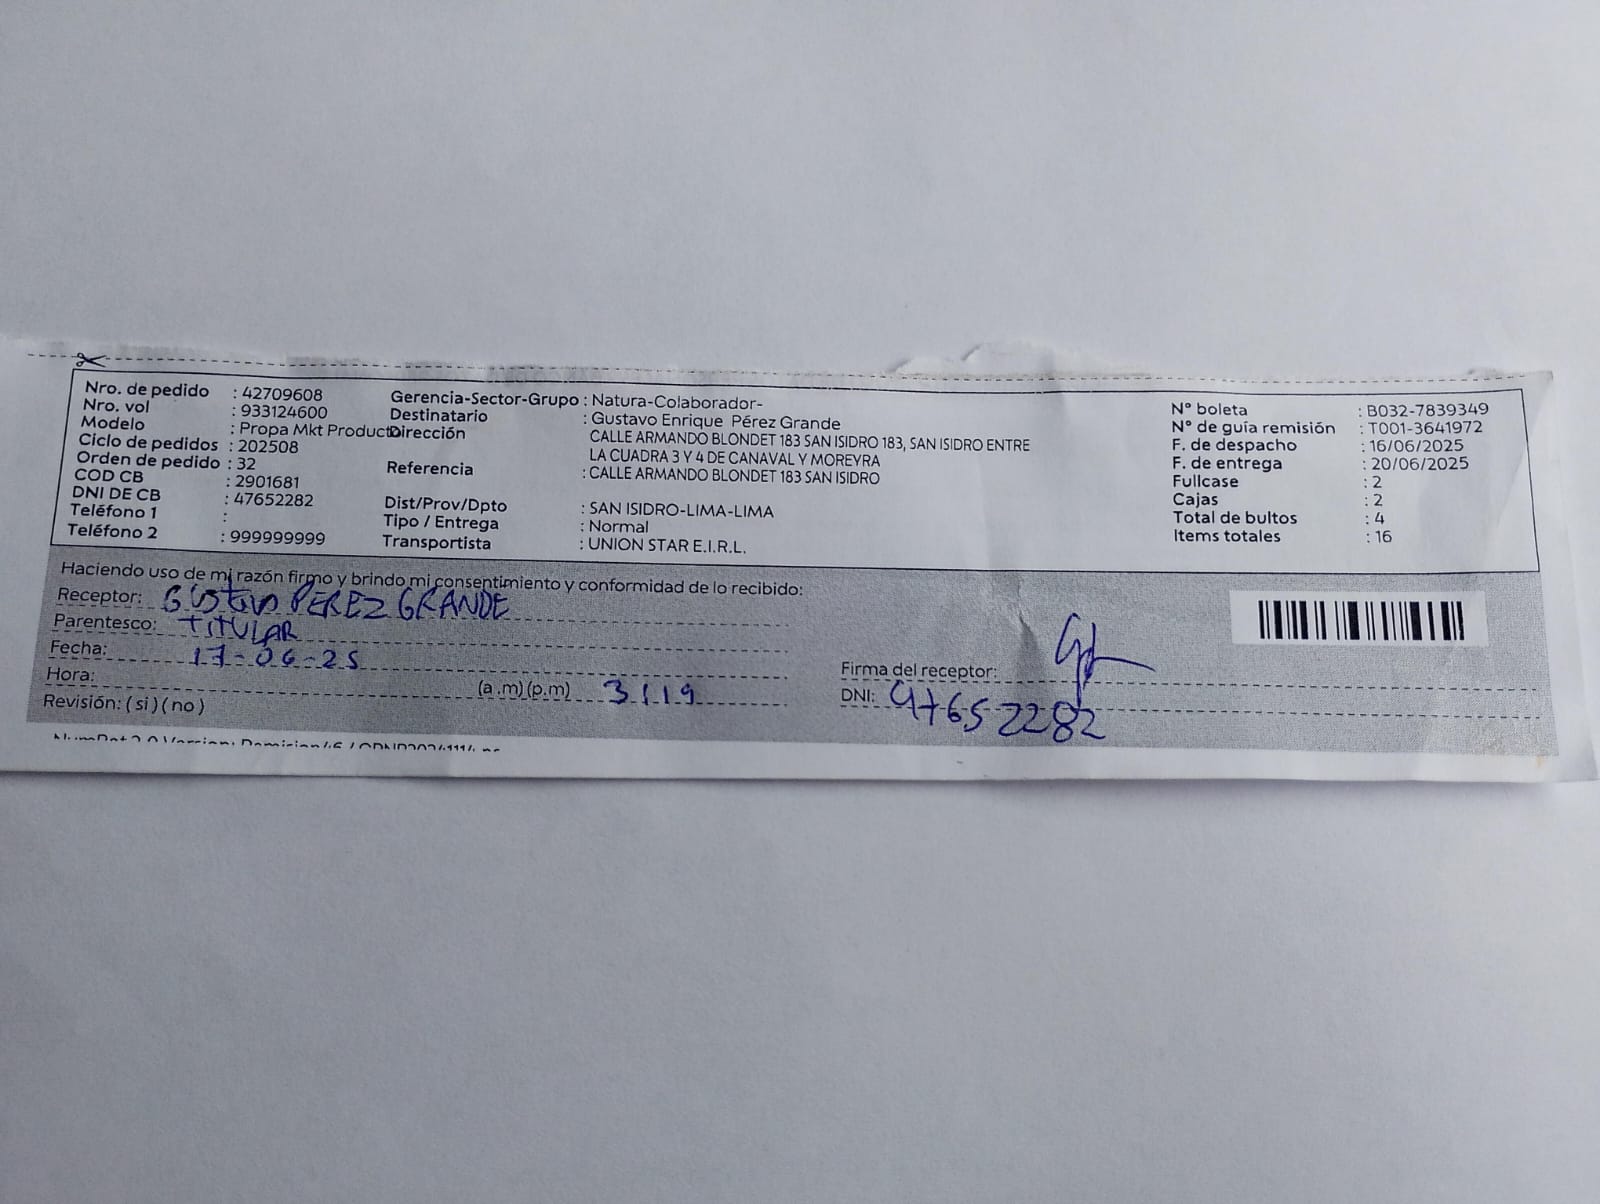 Nro. de pedido : 42709608
Nro. vol : 933124600
Modelo : Propa Mkt Product
Ciclo de pedidos : 202508
Orden de pedido : 32
COD CB : 2901681
DNI DE CB : 47652282
Teléfono 1 :
Teléfono 2 : 999999999
Gerencia-Sector-Grupo : Natura-Colaborador-
Destinatario : Gustavo Enrique Pérez Grande
Dirección CALLE ARMANDO BLONDET 183 SAN ISIDRO 183, SAN ISIDRO ENTRE
LA CUADRA 3 Y 4 DE CANAVAL Y MOREYRA
Referencia : CALLE ARMANDO BLONDET 183 SAN ISIDRO
Dist/Prov/Dpto : SAN ISIDRO-LIMA-LIMA
Tipo / Entrega : Normal
Transportista : UNION STAR E.I.R.L.
N° boleta : B032-7839349
N° de guía remisión : T001-3641972
F. de despacho : 16/06/2025
F. de entrega : 20/06/2025
Fullcase : 2
Cajas : 2
Total de bultos : 4
Items totales : 16
Haciendo uso de mi razón firmo y brindo mi consentimiento y conformidad de lo recibido:
Receptor: GUSTAVO PEREZ GRANDE
Parentesco: TITULAR
Fecha: 17-06-25
Hora: (a.m)(p.m) 3:19
Revisión: (si)(no)
Firma del receptor:
DNI: 47652282